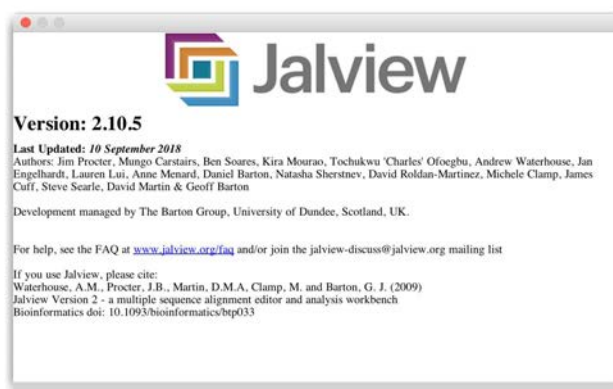 Jalview
Version: 2.10.5
Last Updated: 10 September 2018
Authors: Jim Procter, Mungo Carstairs, Ben Soares, Kira Mourao, Tochukwu 'Charles' Ofoegbu, Andrew Waterhouse, Jan
Engelhardt, Lauren Lui, Anne Menard, Daniel Barton, Natasha Sherstnev, David Roldan-Martinez, Michele Clamp, James
Cuff, Steve Searle, David Martin & Geoff Barton
Development managed by The Barton Group, University of Dundee, Scotland, UK.
For help, see the FAQ at www.jalview.org/faq and/or join the jalview-discuss@jalview.org mailing list
If you use Jalview, please cite:
Waterhouse, A.M., Procter, J.B., Martin, D.M.A, Clamp, M. and Barton, G. J. (2009)
Jalview Version 2 - a multiple sequence alignment editor and analysis workbench
Bioinformatics doi: 10.1093/bioinformatics/btp033